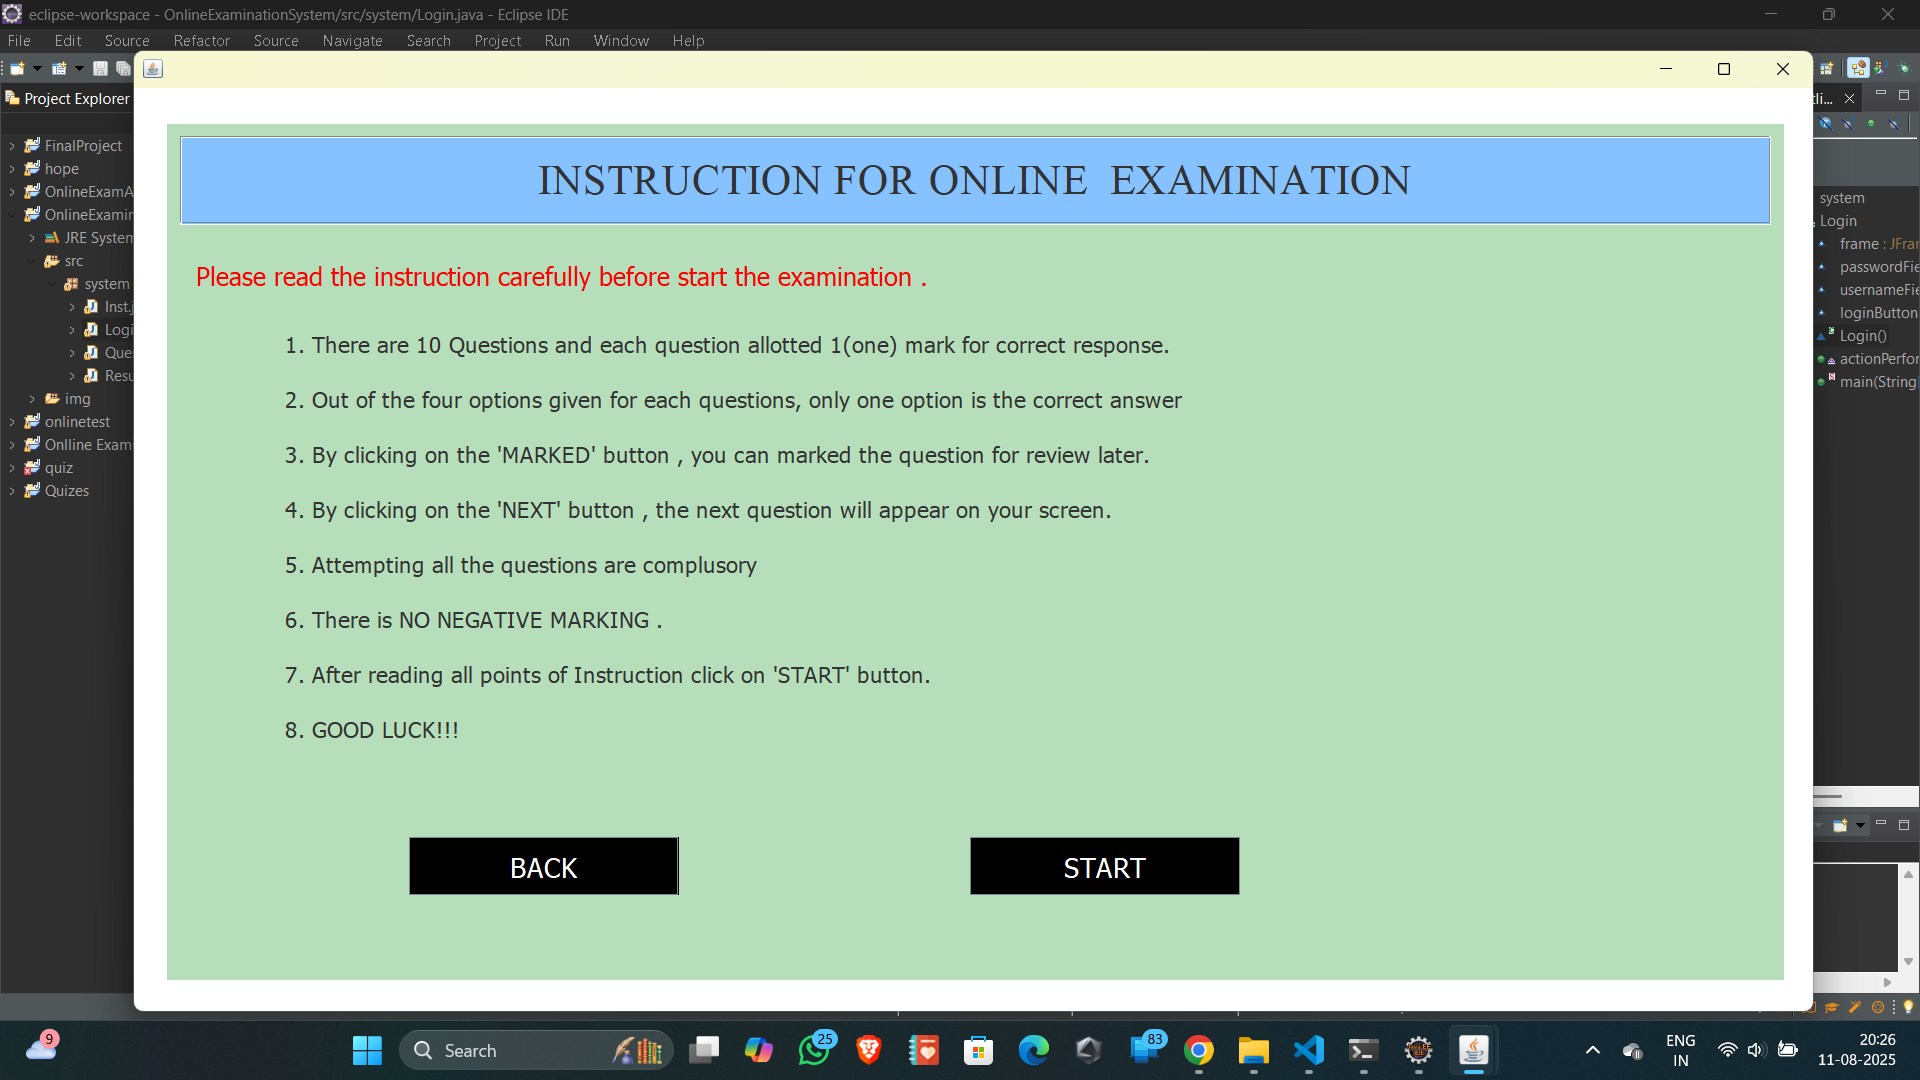 eclipse-workspace - OnlineExaminationSystem/src/system/Login.java - Eclipse IDE
File Edit Source Refactor Source Navigate Search Project Run Window Help
Project Explorer
FinalProject
hope
OnlineExamA
OnlineExamin
JRE System
src
system
Inst.j
Logi
Que
Resu
img
onlinetest
Onlline Exam
quiz
Quizes
INSTRUCTION FOR ONLINE EXAMINATION
Please read the instruction carefully before start the examination .
1. There are 10 Questions and each question allotted 1(one) mark for correct response.
2. Out of the four options given for each questions, only one option is the correct answer
3. By clicking on the 'MARKED' button , you can marked the question for review later.
4. By clicking on the 'NEXT' button , the next question will appear on your screen.
5. Attempting all the questions are complusory
6. There is NO NEGATIVE MARKING .
7. After reading all points of Instruction click on 'START' button.
8. GOOD LUCK!!!
BACK
START
system
Login
frame : JFrar
passwordFie
usernameFie
loginButton
Login()
actionPerfor
main(String[
9
Search
25
83
ENG
IN
20:26
11-08-2025